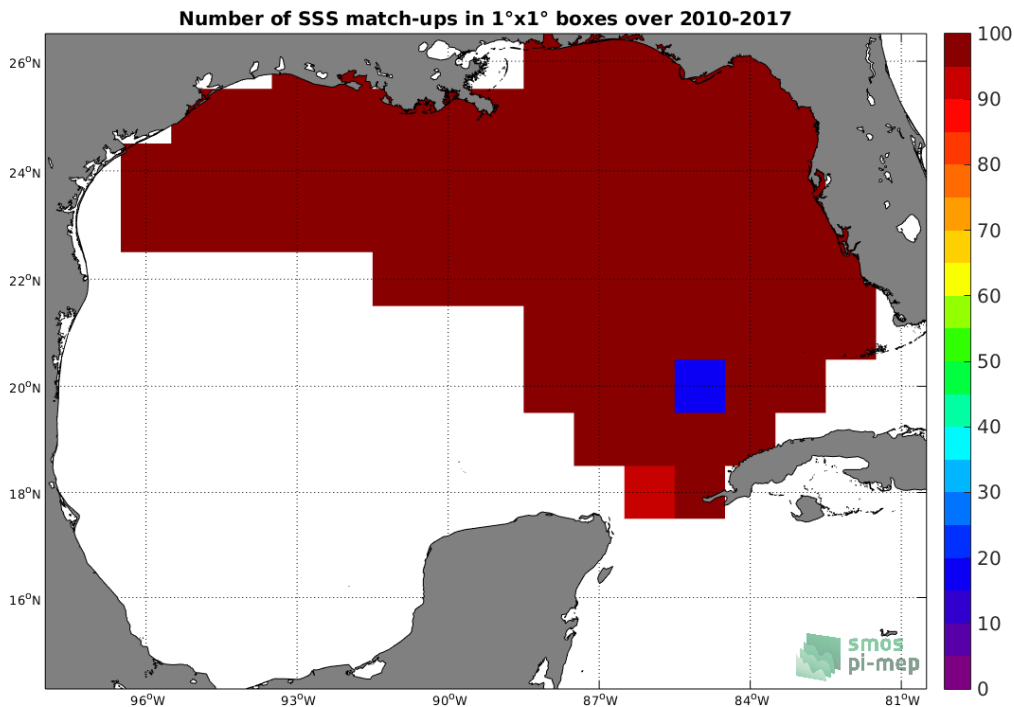 Number of SSS match-ups in 1°x1° boxes over 2010-2017
26°N
24°N
22°N
20°N
18°N
16°N
96°W
93°W
90°W
87°W
84°W
81°W
100
90
80
70
60
50
40
30
20
10
0
smos
pi-mep